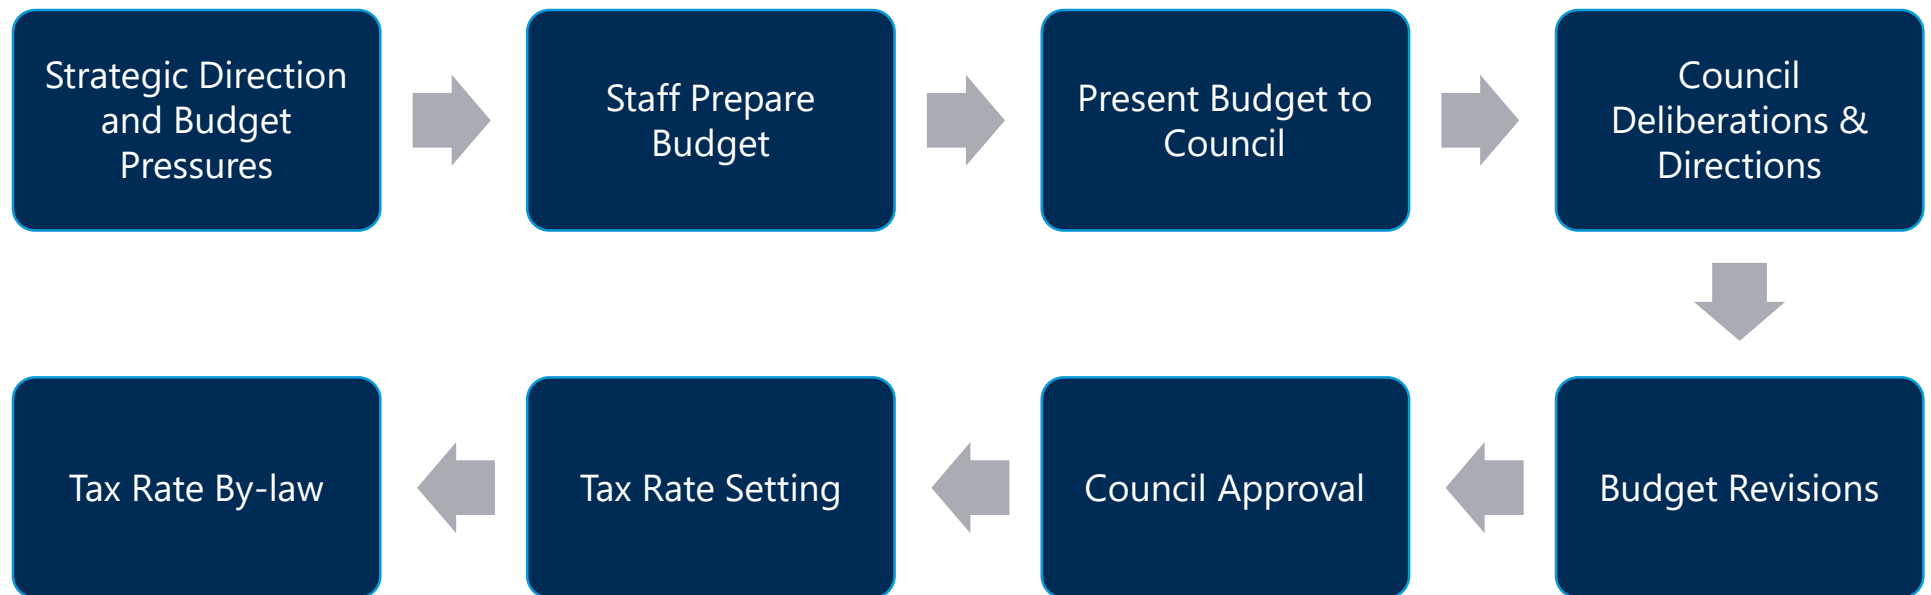 Strategic Direction
and Budget
Pressures
Staff Prepare
Budget
Present Budget to
Council
Council
Deliberations &
Directions
Budget Revisions
Council Approval
Tax Rate Setting
Tax Rate By-law